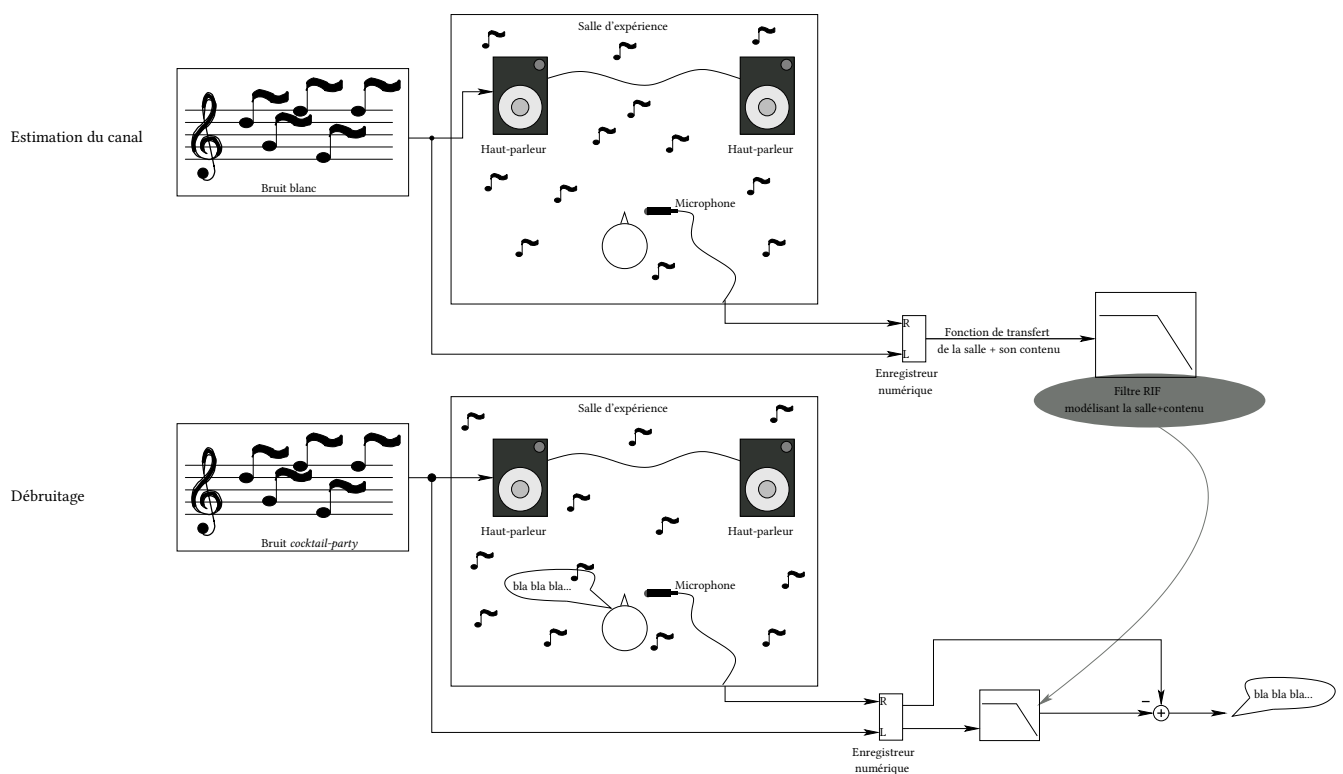 Salle d'expérience
Estimation du canal
Haut-parleur
Haut-parleur
Bruit blanc
Microphone
R
L
Fonction de transfert
de la salle + son contenu
Enregistreur
numérique
Filtre RIF
modélisant la salle+contenu
Salle d'expérience
Débruitage
Haut-parleur
Haut-parleur
Bruit cocktail-party
bla bla bla...
Microphone
R
L
Enregistreur
numérique
−
+
bla bla bla...